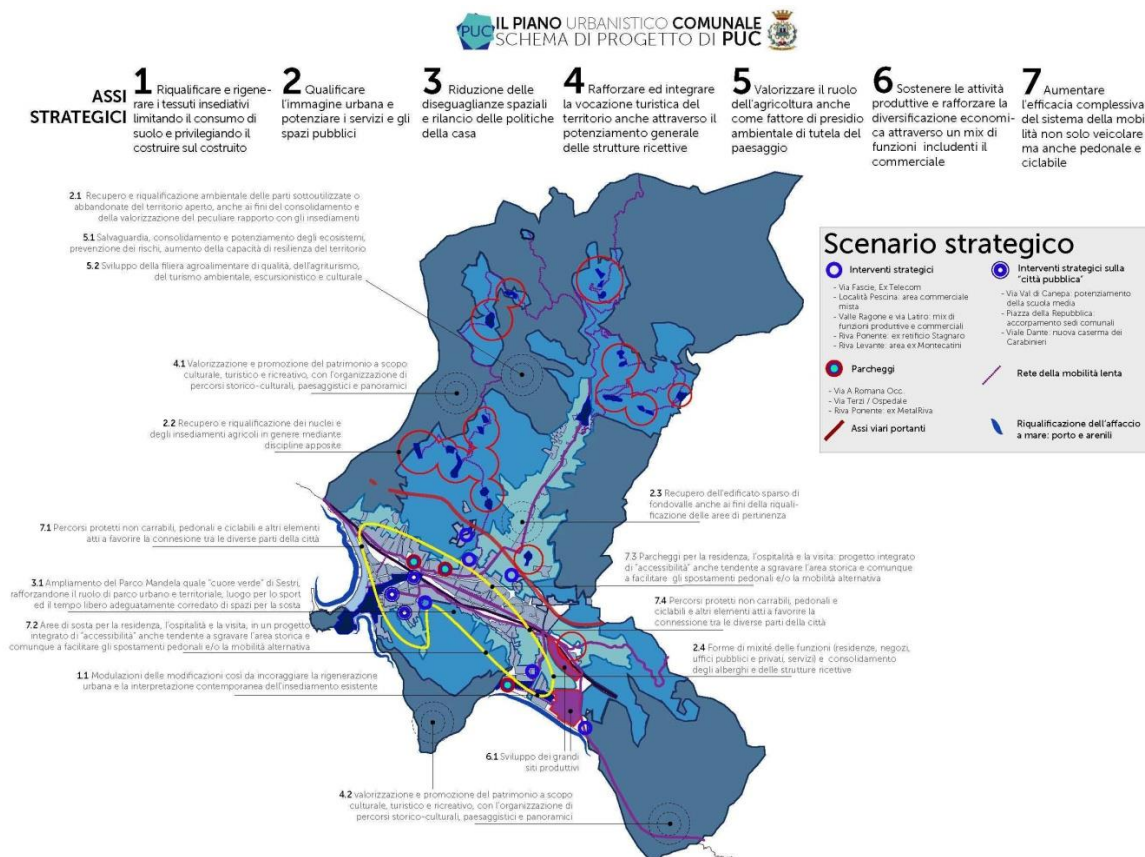 PUC
IL PIANO URBANISTICO COMUNALE
SCHEMA DI PROGETTO DI PUC
ASSI
STRATEGICI
1 Riqualificare e rigene-
rare i tessuti insediativi
limitando il consumo di
suolo e privilegiando il
costruire sul costruito
2 Qualificare
l'immagine urbana e
potenziare i servizi e gli
spazi pubblici
3 Riduzione delle
diseguaglianze spaziali
e rilancio delle politiche
della casa
4 Rafforzare ed integrare
la vocazione turistica del
territorio anche attraverso il
potenziamento generale
delle strutture ricettive
5 Valorizzare il ruolo
dell'agricoltura anche
come fattore di presidio
ambientale di tutela del
paesaggio
6 Sostenere le attività
produttive e rafforzare la
diversificazione economi-
ca attraverso un mix di
funzioni includenti il
commerciale
7 Aumentare
l'efficacia complessiva
del sistema della mobi
lità non solo veicolare
ma anche pedonale e
ciclabile
2.1 Recupero e riqualificazione ambientale delle parti sottoutilizzate o
abbandonate del territorio aperto, anche ai fini del consolidamento e
della valorizzazione del peculiare rapporto con gli insediamenti
5.1 Salvaguardia, consolidamento e potenziamento degli ecosistemi,
prevenzione dei rischi, aumento della capacità di resilienza del territorio
5.2 Sviluppo della filiera agroalimentare di qualità, dell'agriturismo,
del turismo ambientale, escursionistico e culturale
4.1 Valorizzazione e promozione del patrimonio a scopo
culturale, turistico e ricreativo, con l'organizzazione di
percorsi storico-culturali, paesaggistici e panoramici
2.2 Recupero e riqualificazione dei nuclei e
degli insediamenti agricoli in genere mediante
discipline apposite
7.1 Percorsi protetti non carrabili, pedonali e ciclabili e altri elementi
atti a favorire la connessione tra le diverse parti della città
3.1 Ampliamento del Parco Mandela quale "cuore verde" di Sestri,
rafforzandone il ruolo di parco urbano e territoriale, luogo per lo sport
ed il tempo libero adeguatamente corredato di spazi per la sosta
7.2 Aree di sosta per la residenza, l'ospitalità e la visita, in un progetto
integrato di "accessibilità" anche tendente a sgravare l'area storica e
comunque a facilitare gli spostamenti pedonali e/o la mobilità alternativa
1.1 Modulazioni delle modificazioni così da incoraggiare la rigenerazione
urbana e la interpretazione contemporanea dell'insediamento esistente
6.1 Sviluppo dei grandi
siti produttivi
4.2 valorizzazione e promozione del patrimonio a scopo
culturale, turistico e ricreativo, con l'organizzazione di
percorsi storico-culturali, paesaggistici e panoramici
2.3 Recupero dell'edificato sparso di
fondovalle anche ai fini della riquali-
ficazione delle aree di pertinenza
7.3 Parcheggi per la residenza, l'ospitalità e la visita: progetto integrato
di "accessibilità" anche tendente a sgravare l'area storica e comunque
a facilitare gli spostamenti pedonali e/o la mobilità alternativa
7.4 Percorsi protetti non carrabili, pedonali e
ciclabili e altri elementi atti a favorire la
connessione tra le diverse parti della città
2.4 Forme di mixité delle funzioni (residenze, negozi,
uffici pubblici e privati, servizi) e consolidamento
degli alberghi e delle strutture ricettive
Scenario strategico
Interventi strategici
- Via Fascie, Ex Telecom
- Località Pescina: area commerciale
mista
- Valle Ragone e via Latiro: mix di
funzioni produttive e commerciali
- Riva Ponente: ex retificio Stagnaro
- Riva Levante: area ex Montecatini
Parcheggi
- Via A Romana Occ.
- Via Terzi / Ospedale
- Riva Ponente: ex MetalRiva
Assi viari portanti
Interventi strategici sulla
"città pubblica"
- Via Val di Canepa: potenziamento
della scuola media
- Piazza della Repubblica:
accorpamento sedi comunali
- Viale Dante: nuova caserma dei
Carabinieri
Rete della mobilità lenta
Riqualificazione dell'affaccio
a mare: porto e arenili